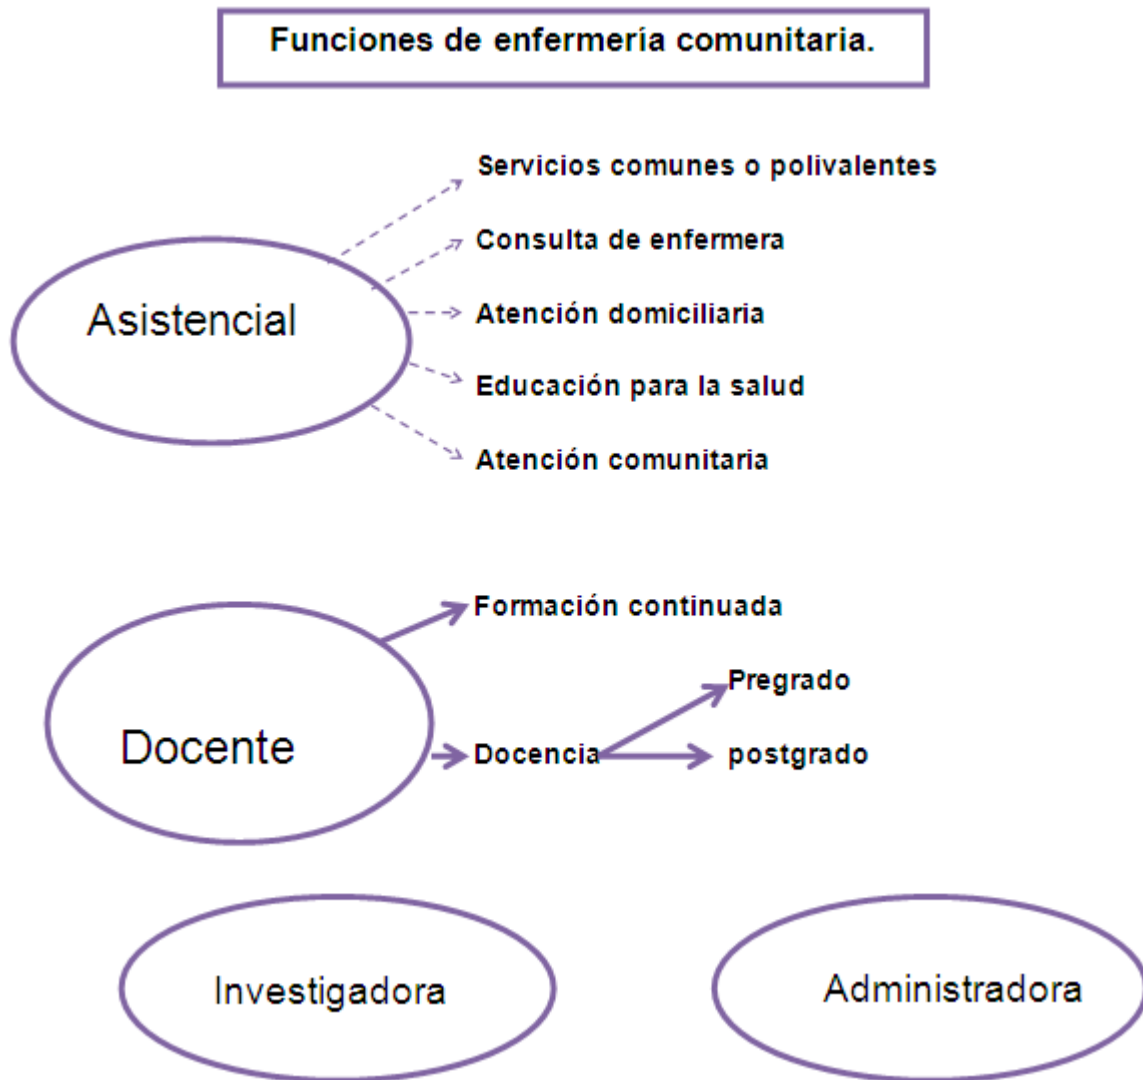 Funciones de enfermería comunitaria.
Servicios comunes o polivalentes
Consulta de enfermera
Asistencial
Atención domiciliaria
Educación para la salud
Atención comunitaria
Formación continuada
Pregrado
Docente
Docencia
postgrado
Investigadora
Administradora